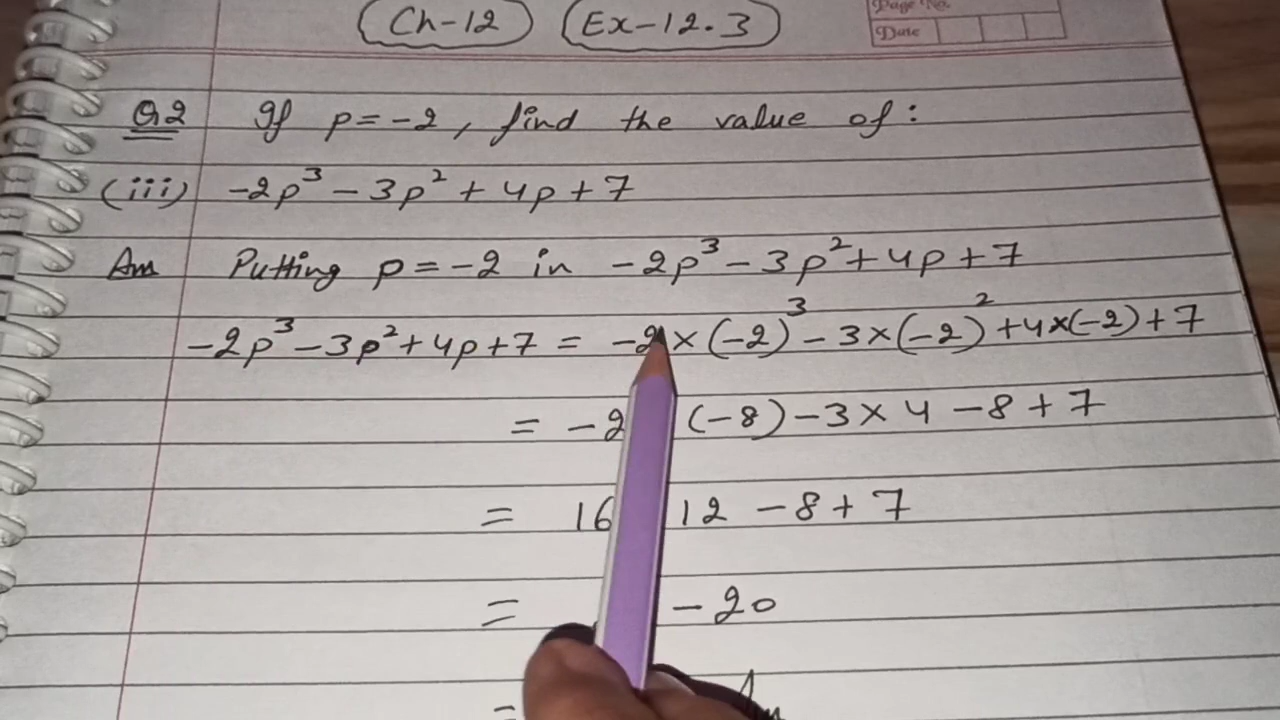 Ch-12 Ex-12.3
Page No.
Date
Q2 If p=-2, find the value of:
(iii) -2p³ - 3p² + 4p + 7
Ans Putting p=-2 in -2p³ - 3p² + 4p + 7
-2p³ - 3p² + 4p + 7 = -2×(-2)³ - 3×(-2)² + 4×(-2) + 7
= -2 (-8) - 3 × 4 - 8 + 7
= 16 12 - 8 + 7
= - 20
=